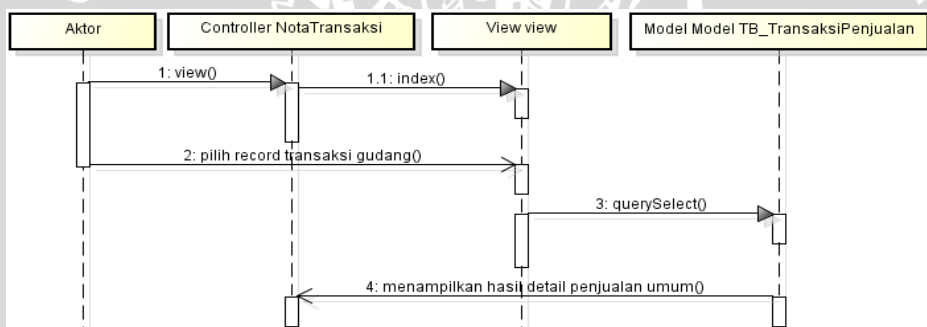 Aktor
Controller NotaTransaksi
View view
Model Model TB_TransaksiPenjualan
1: view()
1.1: index()
2: pilih record transaksi gudang()
3: querySelect()
4: menampilkan hasil detail penjualan umum()